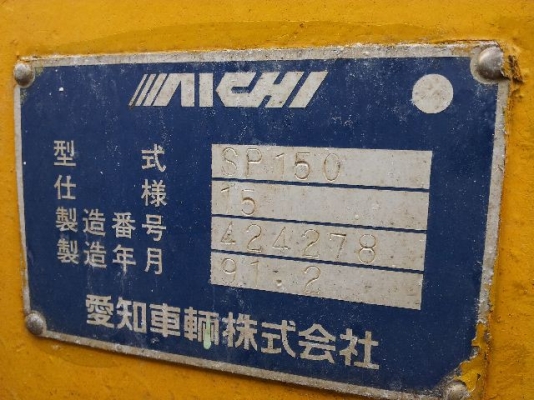 AICHI
型式 SP150
仕様 15
製造番号 424278
製造年月 91.2
愛知車輌株式会社